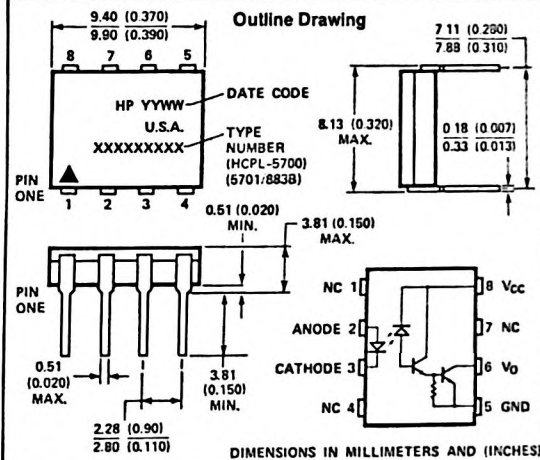 Outline Drawing
9.40 (0.370)
9.90 (0.390)
8 7 6 5
HP YYWW
U.S.A.
XXXXXXXXX
DATE CODE
TYPE
NUMBER
(HCPL-5700)
(5701/883B)
PIN
ONE
1 2 3 4
7.11 (0.280)
7.88 (0.310)
8.13 (0.320)
MAX.
0.18 (0.007)
0.33 (0.013)
0.51 (0.020)
MIN.
3.81 (0.150)
MAX.
PIN
ONE
0.51
(0.020)
MAX.
3.81
(0.150)
MIN.
2.28 (0.90)
2.80 (0.110)
NC 1
ANODE 2
CATHODE 3
NC 4
8 VCC
7 NC
6 VO
5 GND
DIMENSIONS IN MILLIMETERS AND (INCHES)